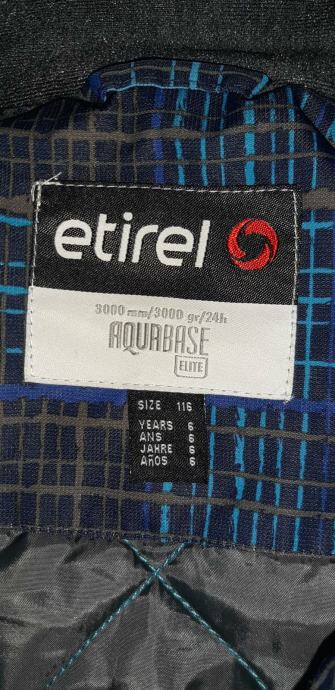 etirel
3000 mm/3000 gr/24h
AQUABASE
ELITE
SIZE 116
YEARS 6
ANS 6
JAHRE 6
AÑOS 6